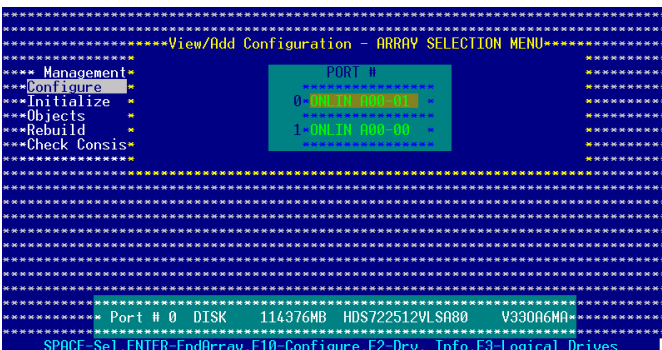 View/Add Configuration - ARRAY SELECTION MENU
Management
PORT #
Configure
0 ONLIN A00-01
Initialize
Objects
Rebuild
1 ONLIN A00-00
Check Consis
Port # 0 DISK 114376MB HDS722512VLSA80 V33OA6MA
SPACE-Sel,ENTER-EndArray,F10-Configure,F2-Drv. Info,F3-Logical Drives